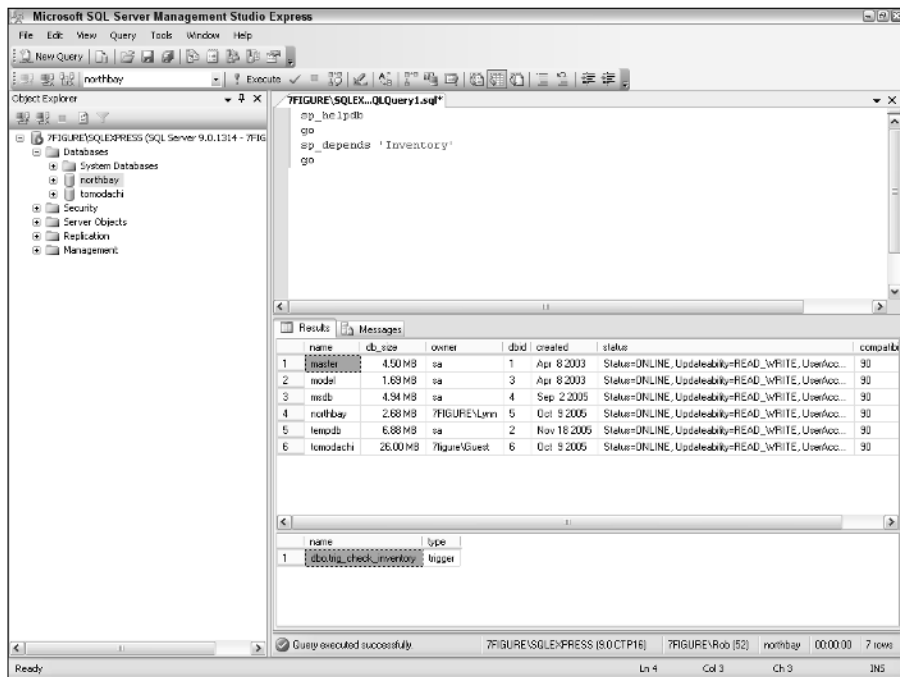 Microsoft SQL Server Management Studio Express
File Edit View Query Tools Window Help
New Query
northbay
Execute
Object Explorer
7FIGURE\SQLEXPRESS (SQL Server 9.0.1314 - 7FIG
Databases
System Databases
northbay
tomodachi
Security
Server Objects
Replication
Management
7FIGURE\SQLEX...QLQuery1.sql*
sp_helpdb
go
sp_depends 'Inventory'
go
Results Messages
name db_size owner dbid created status compatibi
1 master 4.50 MB sa 1 Apr 8 2003 Status=ONLINE, Updateability=READ_WRITE, UserAcc... 90
2 model 1.69 MB sa 3 Apr 8 2003 Status=ONLINE, Updateability=READ_WRITE, UserAcc... 90
3 msdb 4.94 MB sa 4 Sep 2 2005 Status=ONLINE, Updateability=READ_WRITE, UserAcc... 90
4 northbay 2.68 MB 7FIGURE\Lynn 5 Oct 9 2005 Status=ONLINE, Updateability=READ_WRITE, UserAcc... 90
5 tempdb 6.88 MB sa 2 Nov 18 2005 Status=ONLINE, Updateability=READ_WRITE, UserAcc... 90
6 tomodachi 26.00 MB 7figure\Guest 6 Oct 9 2005 Status=ONLINE, Updateability=READ_WRITE, UserAcc... 90
name type
1 dbo.trig_check_inventory trigger
Query executed successfully. 7FIGURE\SQLEXPRESS (9.0 CTP16) 7FIGURE\Rob (52) northbay 00:00:00 7 rows
Ready Ln 4 Col 3 Ch 3 INS